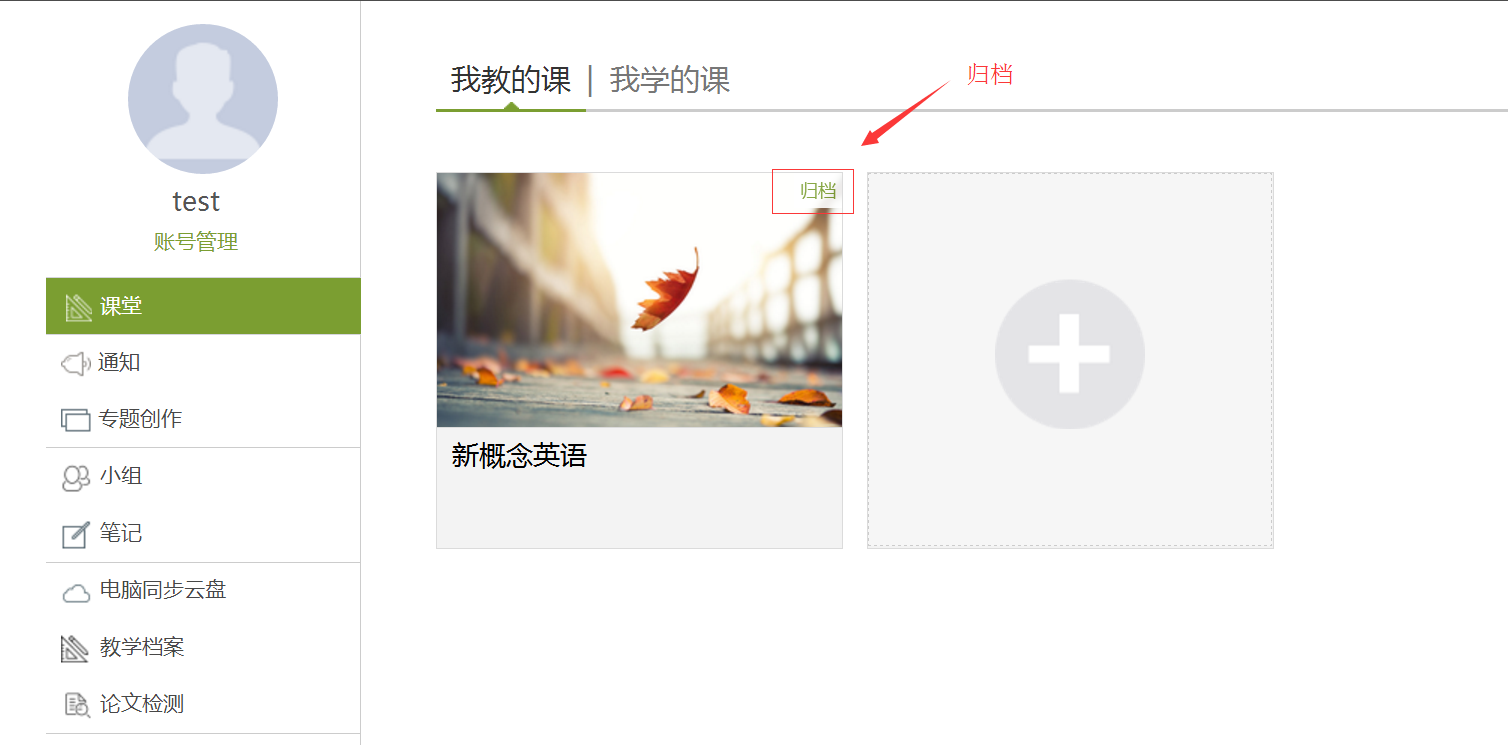 test
账号管理
课堂
通知
专题创作
小组
笔记
电脑同步云盘
教学档案
论文检测
我教的课 | 我学的课
归档
归档
新概念英语